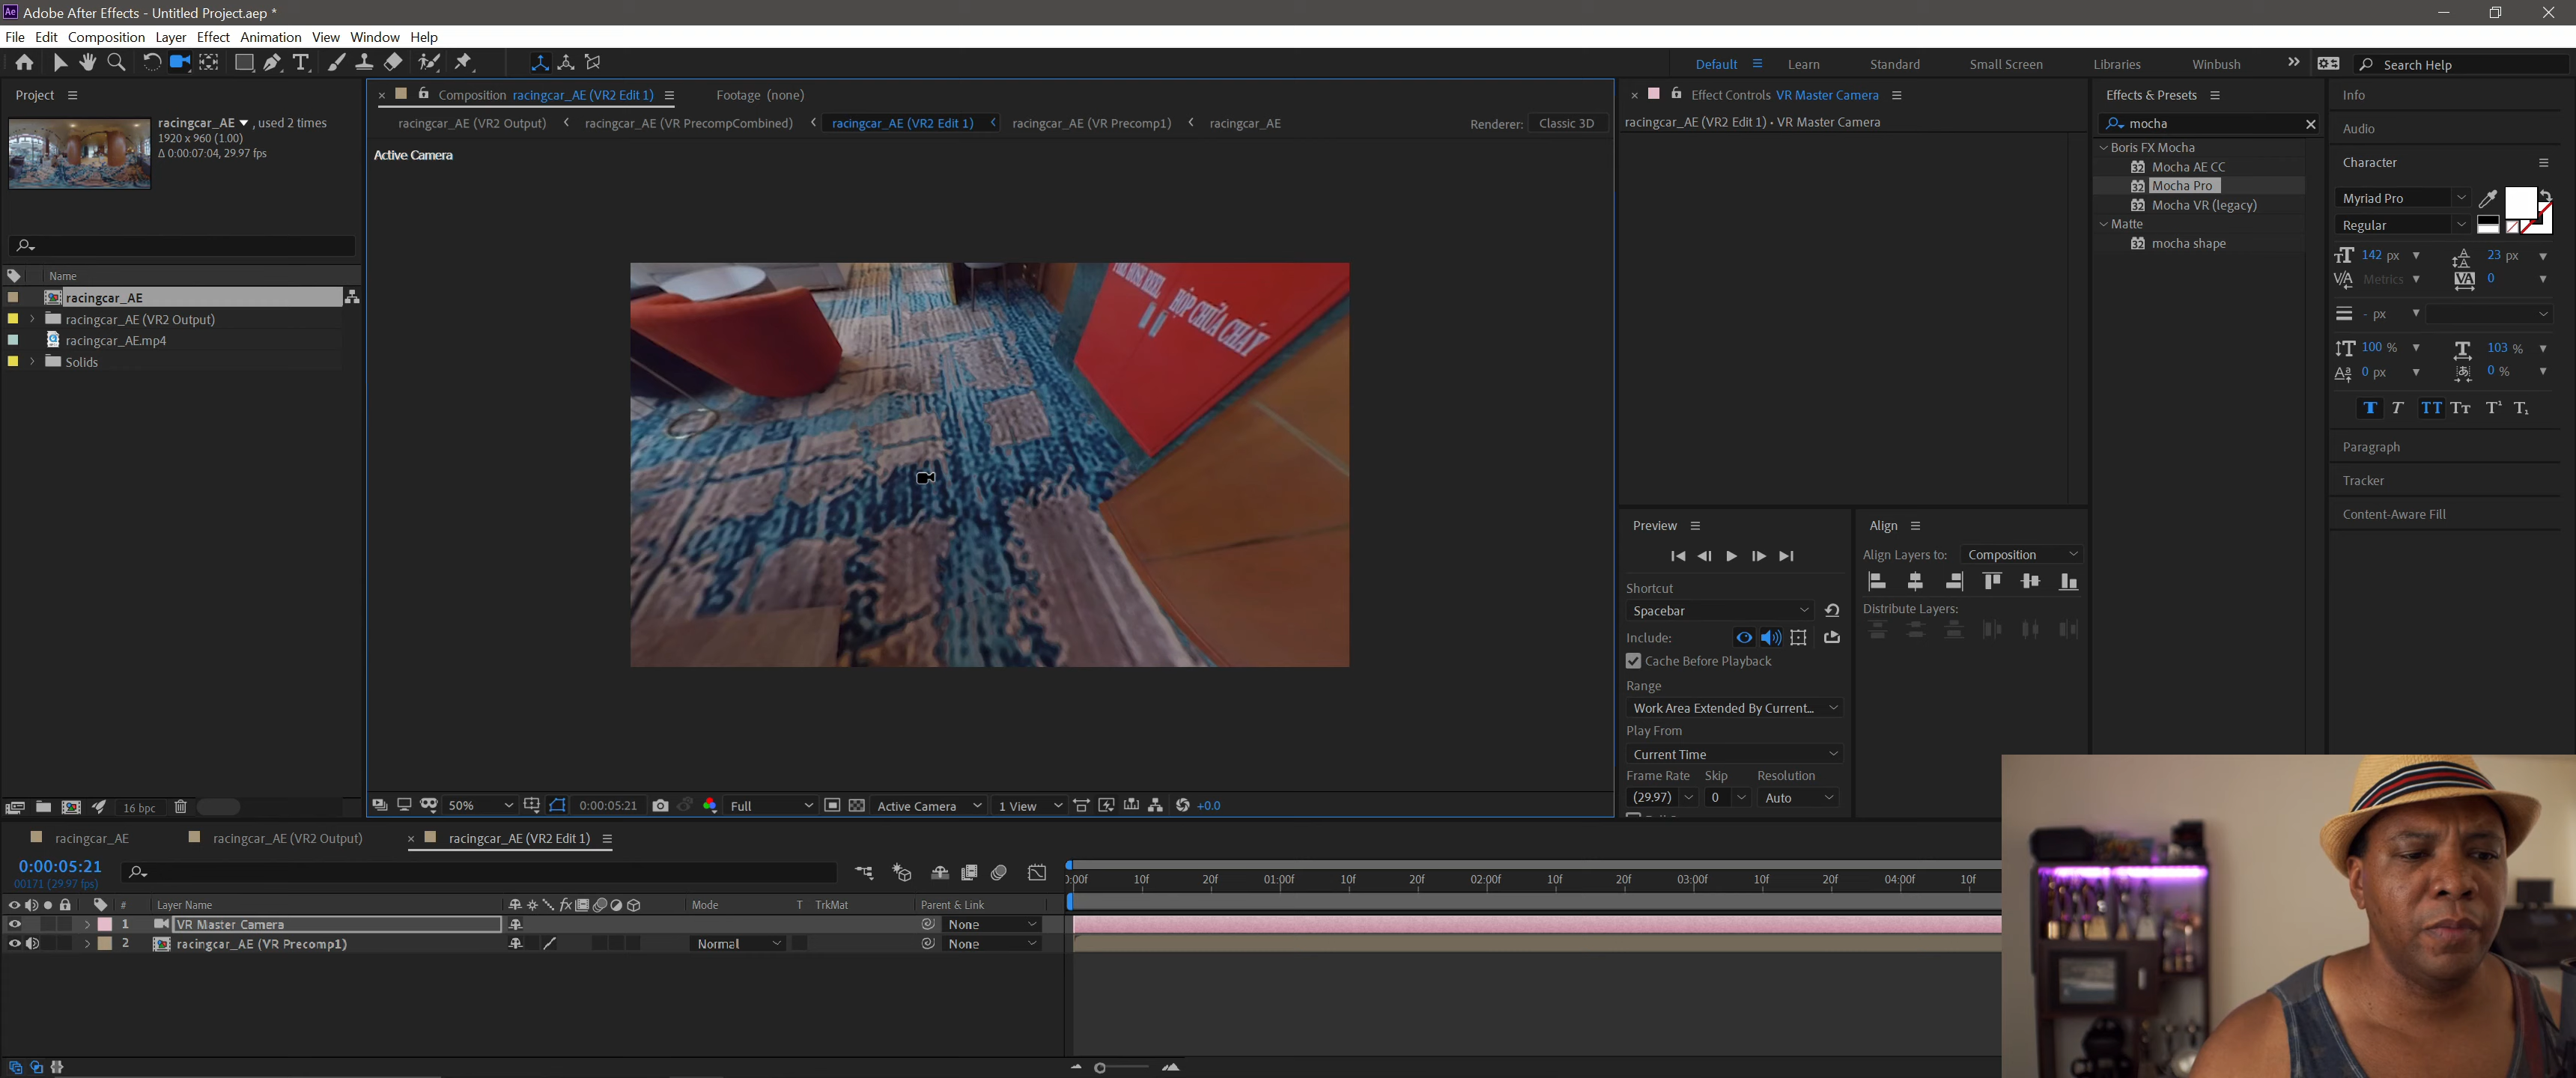 Ae Adobe After Effects - Untitled Project.aep *
File Edit Composition Layer Effect Animation View Window Help
Default Learn Standard Small Screen Libraries Winbush Search Help
Project
racingcar_AE , used 2 times
1920 x 960 (1.00)
Δ 0:00:07:04, 29.97 fps
Name
racingcar_AE
racingcar_AE (VR2 Output)
racingcar_AE.mp4
Solids
16 bpc
Composition racingcar_AE (VR2 Edit 1)
Footage (none)
racingcar_AE (VR2 Output) racingcar_AE (VR PrecompCombined) racingcar_AE (VR2 Edit 1) racingcar_AE (VR Precomp1) racingcar_AE
Renderer: Classic 3D
Active Camera
HỘP CHỮA CHÁY
50% 0:00:05:21 Full Active Camera 1 View +0.0
Effect Controls VR Master Camera
racingcar_AE (VR2 Edit 1) • VR Master Camera
Preview
Shortcut
Spacebar
Include:
Cache Before Playback
Range
Work Area Extended By Current...
Play From
Current Time
Frame Rate Skip Resolution
(29.97) 0 Auto
Align
Align Layers to: Composition
Distribute Layers:
Effects & Presets
mocha
Boris FX Mocha
32 Mocha AE CC
32 Mocha Pro
32 Mocha VR (legacy)
Matte
32 mocha shape
Info
Audio
Character
Myriad Pro
Regular
142 px 23 px
Metrics 0
- px
100 % 103 %
0 px 0 %
Paragraph
Tracker
Content-Aware Fill
racingcar_AE racingcar_AE (VR2 Output) racingcar_AE (VR2 Edit 1)
0:00:05:21
00171 (29.97 fps)
# Layer Name Mode T TrkMat Parent & Link
1 VR Master Camera None
2 racingcar_AE (VR Precomp1) Normal None
):00f 10f 20f 01:00f 10f 20f 02:00f 10f 20f 03:00f 10f 20f 04:00f 10f